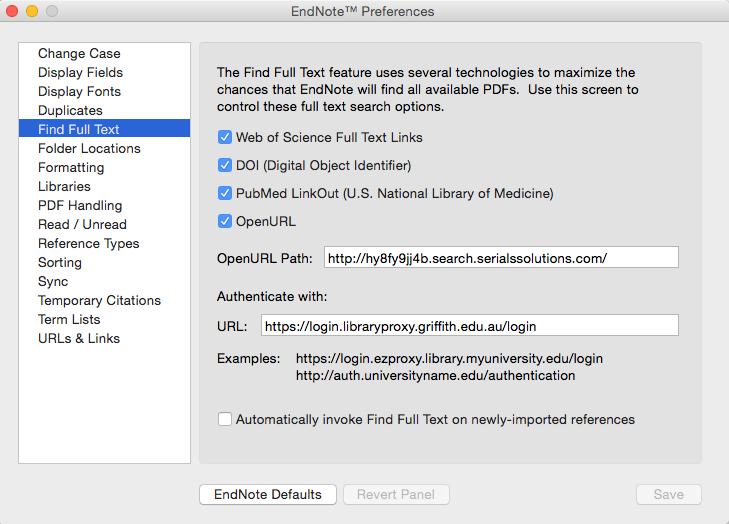 EndNote™ Preferences
Change Case
Display Fields
Display Fonts
Duplicates
Find Full Text
Folder Locations
Formatting
Libraries
PDF Handling
Read / Unread
Reference Types
Sorting
Sync
Temporary Citations
Term Lists
URLs & Links
The Find Full Text feature uses several technologies to maximize the
chances that EndNote will find all available PDFs.  Use this screen to
control these full text search options.
Web of Science Full Text Links
DOI (Digital Object Identifier)
PubMed LinkOut (U.S. National Library of Medicine)
OpenURL
OpenURL Path: http://hy8fy9jj4b.search.serialssolutions.com/
Authenticate with:
URL: https://login.libraryproxy.griffith.edu.au/login
Examples: https://login.ezproxy.library.myuniversity.edu/login
http://auth.universityname.edu/authentication
Automatically invoke Find Full Text on newly-imported references
EndNote Defaults Revert Panel Save